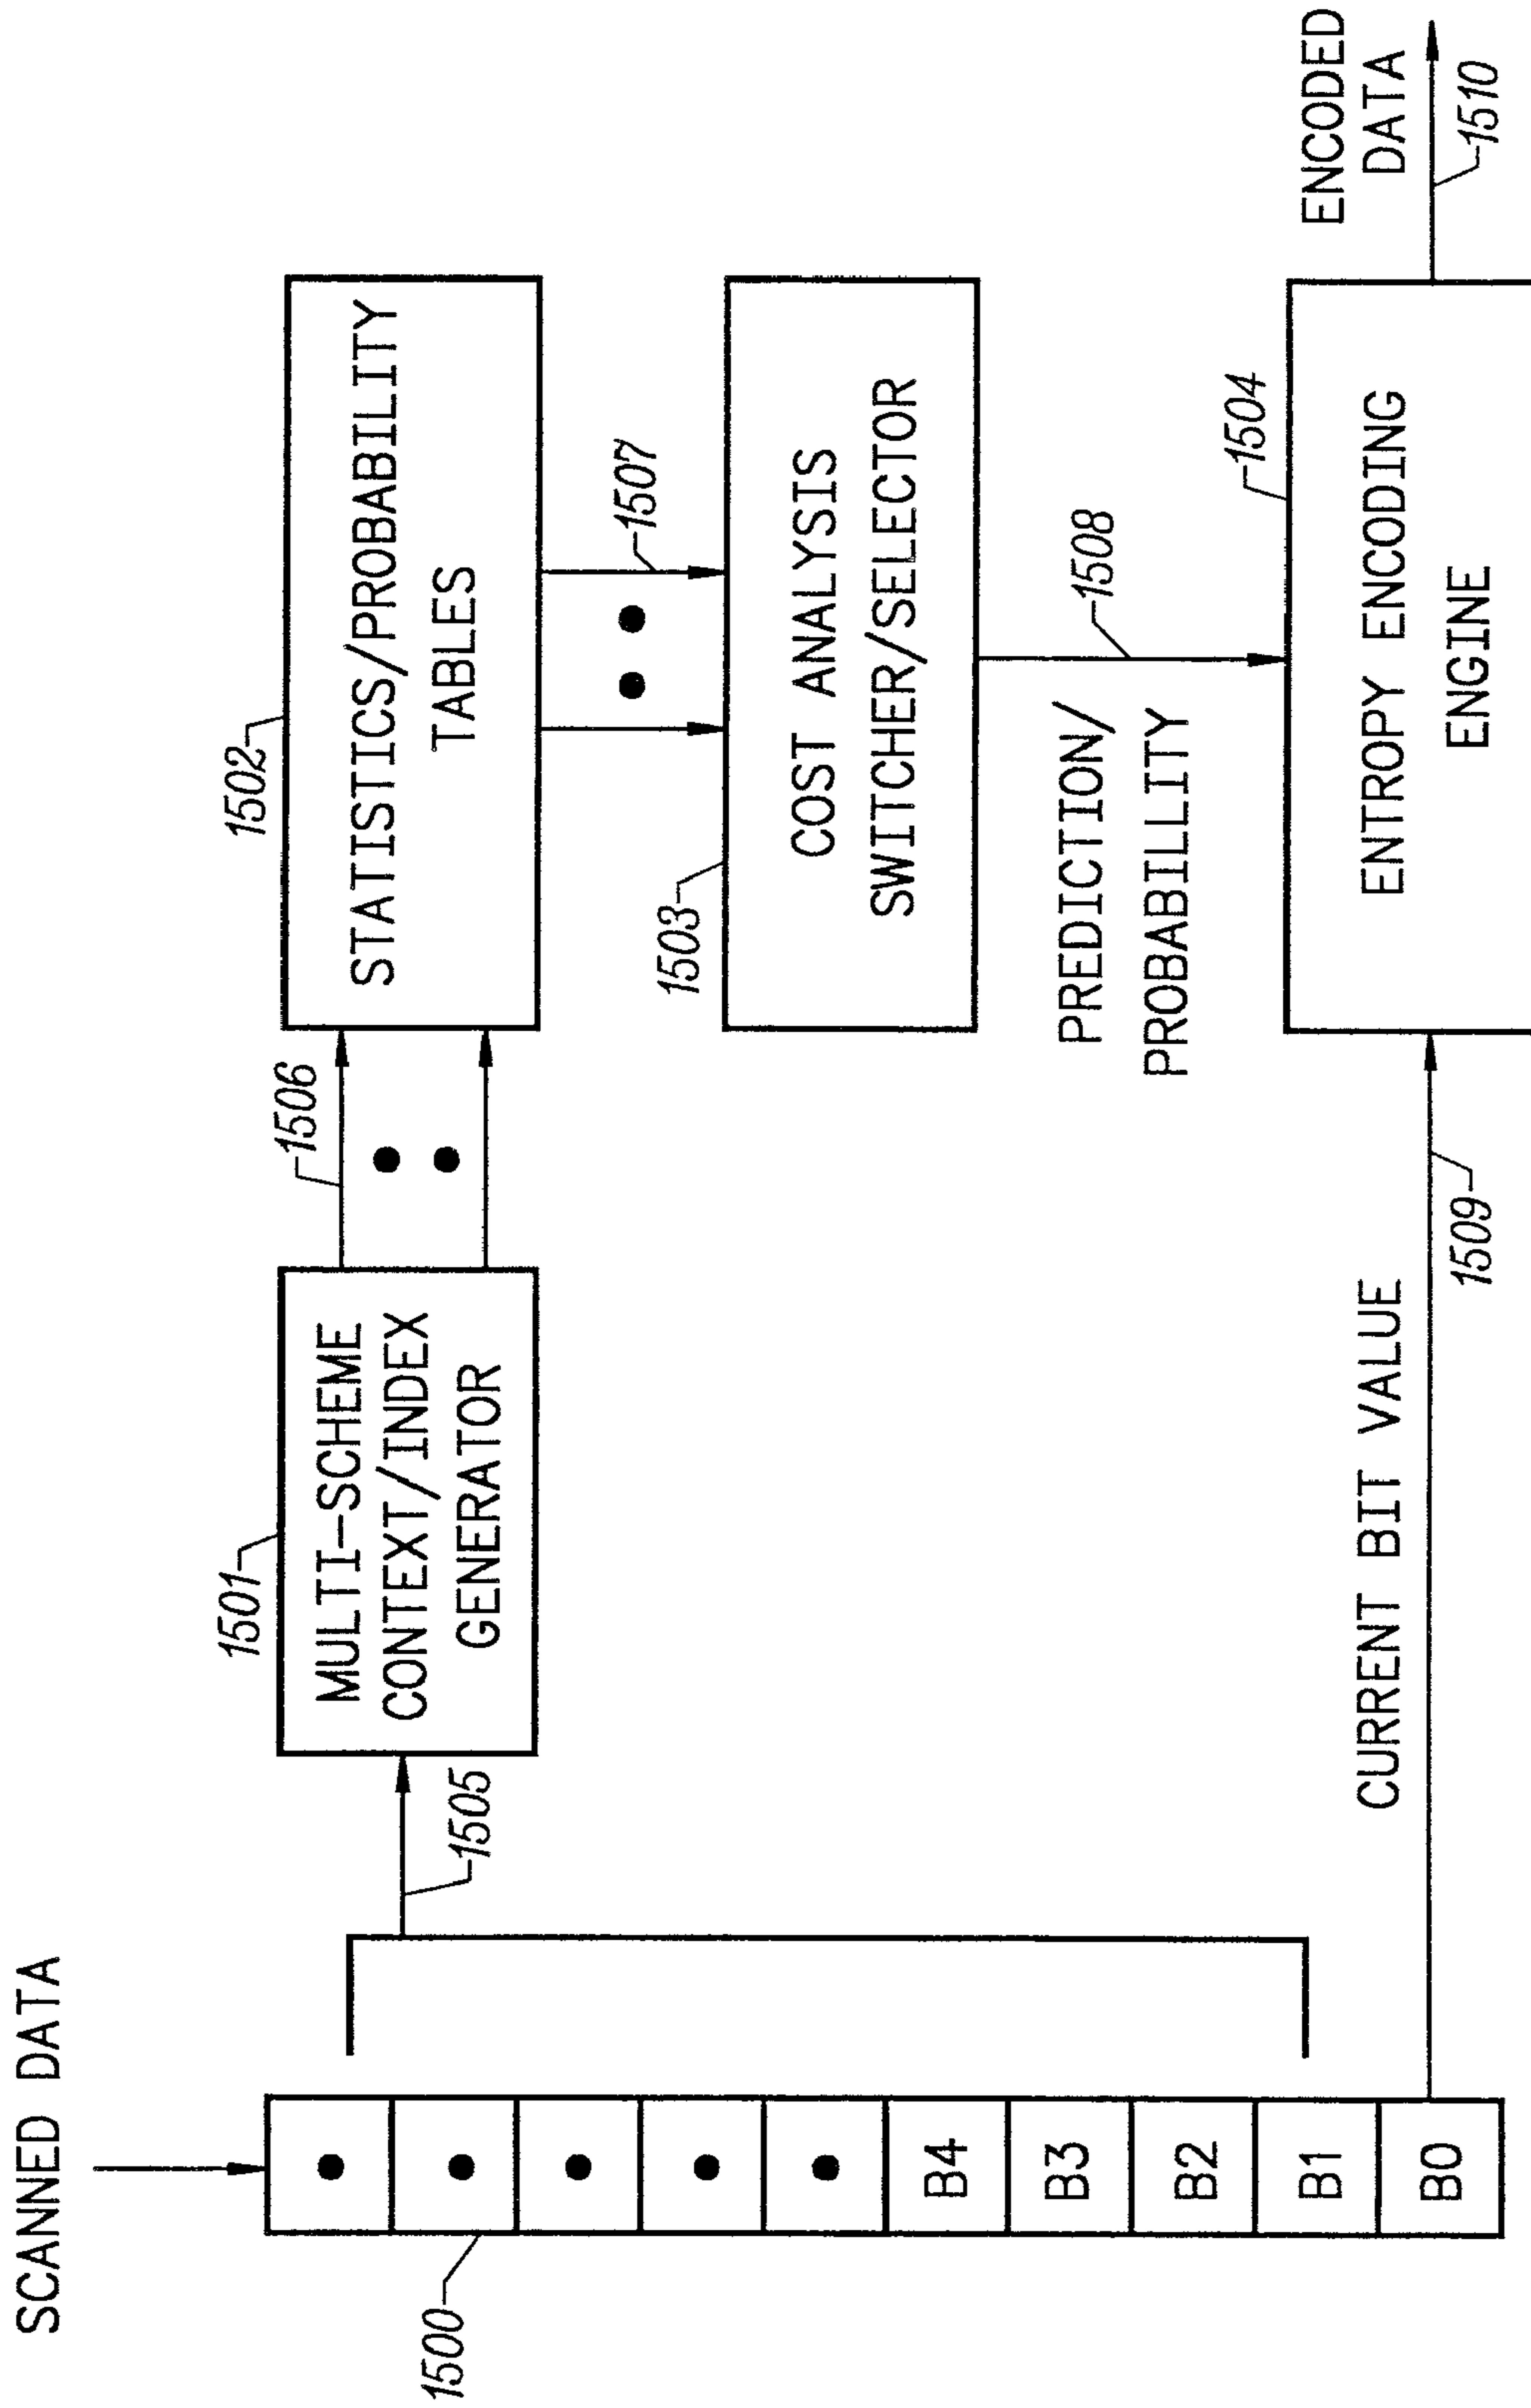 SCANNED DATA
1500
B4
B3
B2
B1
B0
1505
1501
MULTI-SCHEME
CONTEXT/INDEX
GENERATOR
1506
1502
STATISTICS/PROBABILITY
TABLES
1507
1503
COST ANALYSIS
SWITCHER/SELECTOR
PREDICTION/
PROBABILLITY
1508
CURRENT BIT VALUE
1509
1504
ENTROPY ENCODING
ENGINE
ENCODED
DATA
1510